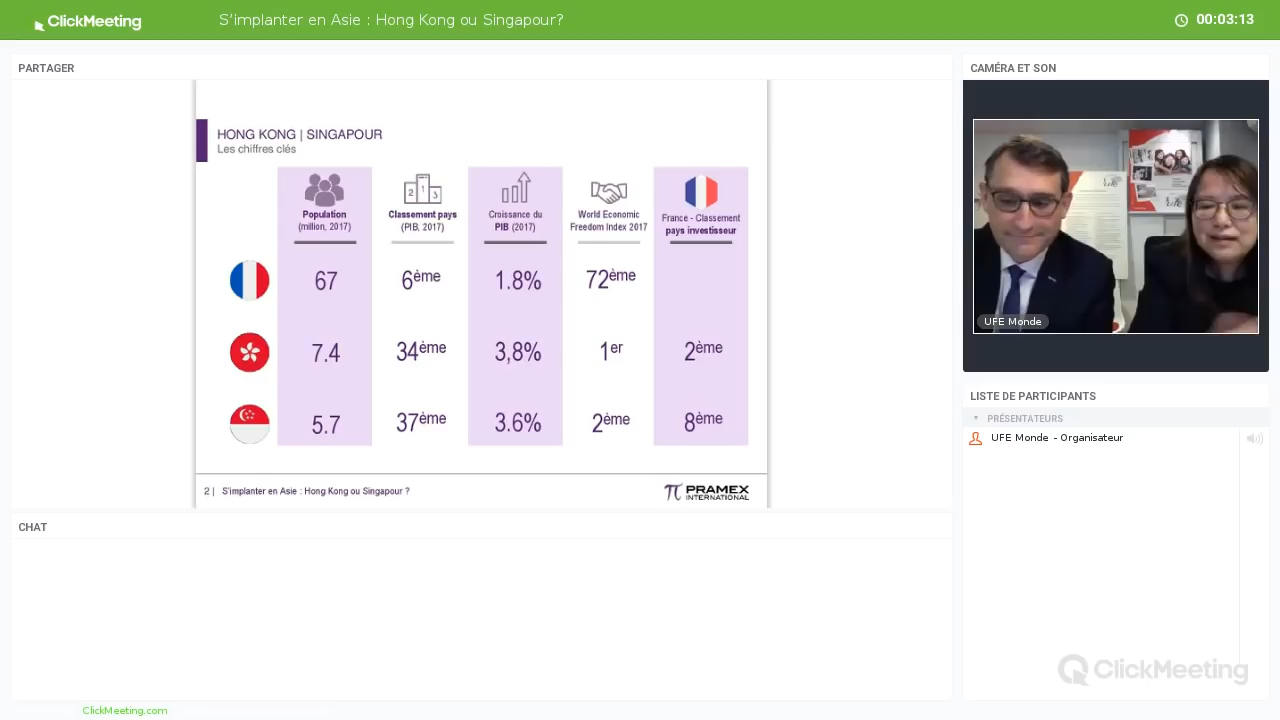 ClickMeeting
S'implanter en Asie : Hong Kong ou Singapour?
00:03:13
PARTAGER
HONG KONG | SINGAPOUR
Les chiffres clés
Population
(million, 2017)
Classement pays
(PIB, 2017)
Croissance du
PIB (2017)
World Economic
Freedom Index 2017
France - Classement
pays investisseur
67
6ème
1.8%
72ème
7.4
34ème
3,8%
1er
2ème
5.7
37ème
3.6%
2ème
8ème
2 | S'implanter en Asie : Hong Kong ou Singapour ?
PRAMEX
INTERNATIONAL
CHAT
ClickMeeting.com
CAMÉRA ET SON
UFE Monde
LISTE DE PARTICIPANTS
PRÉSENTATEURS
UFE Monde - Organisateur
ClickMeeting